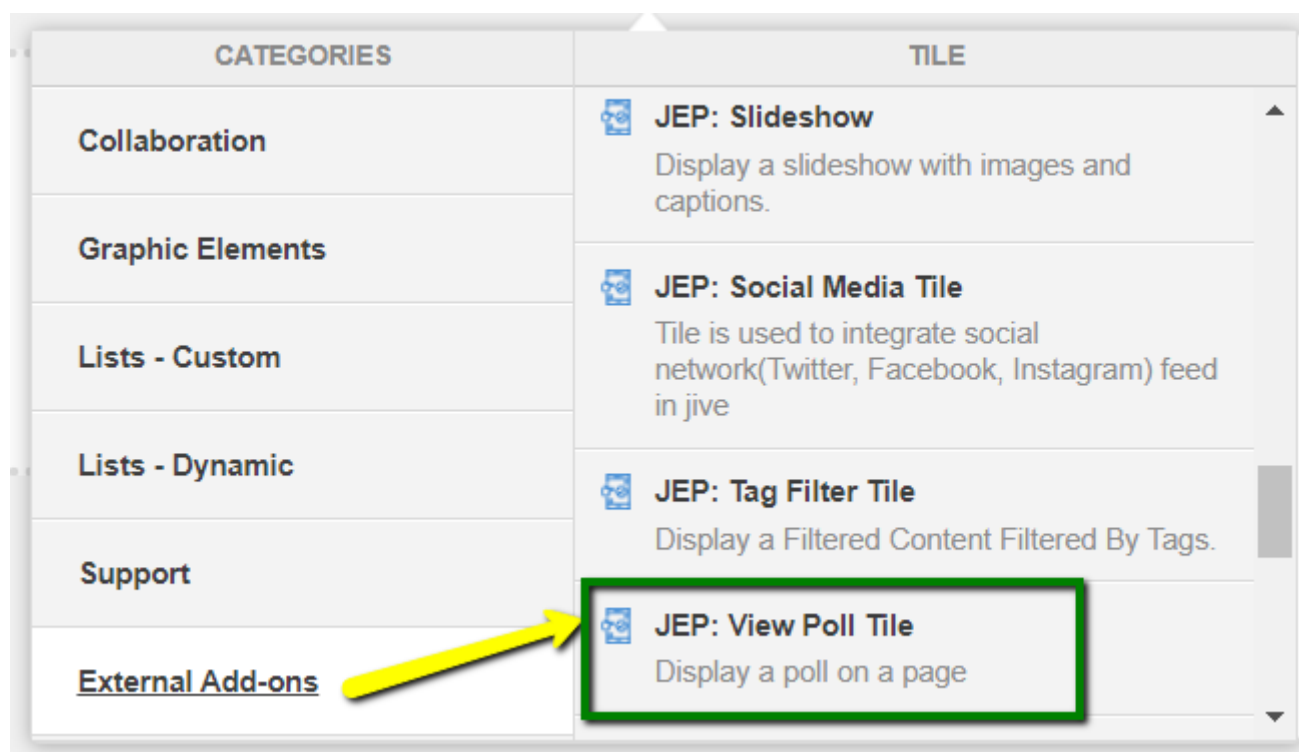 CATEGORIES
TILE
Collaboration
Graphic Elements
Lists - Custom
Lists - Dynamic
Support
External Add-ons
JEP: Slideshow
Display a slideshow with images and
captions.
JEP: Social Media Tile
Tile is used to integrate social
network(Twitter, Facebook, Instagram) feed
in jive
JEP: Tag Filter Tile
Display a Filtered Content Filtered By Tags.
JEP: View Poll Tile
Display a poll on a page